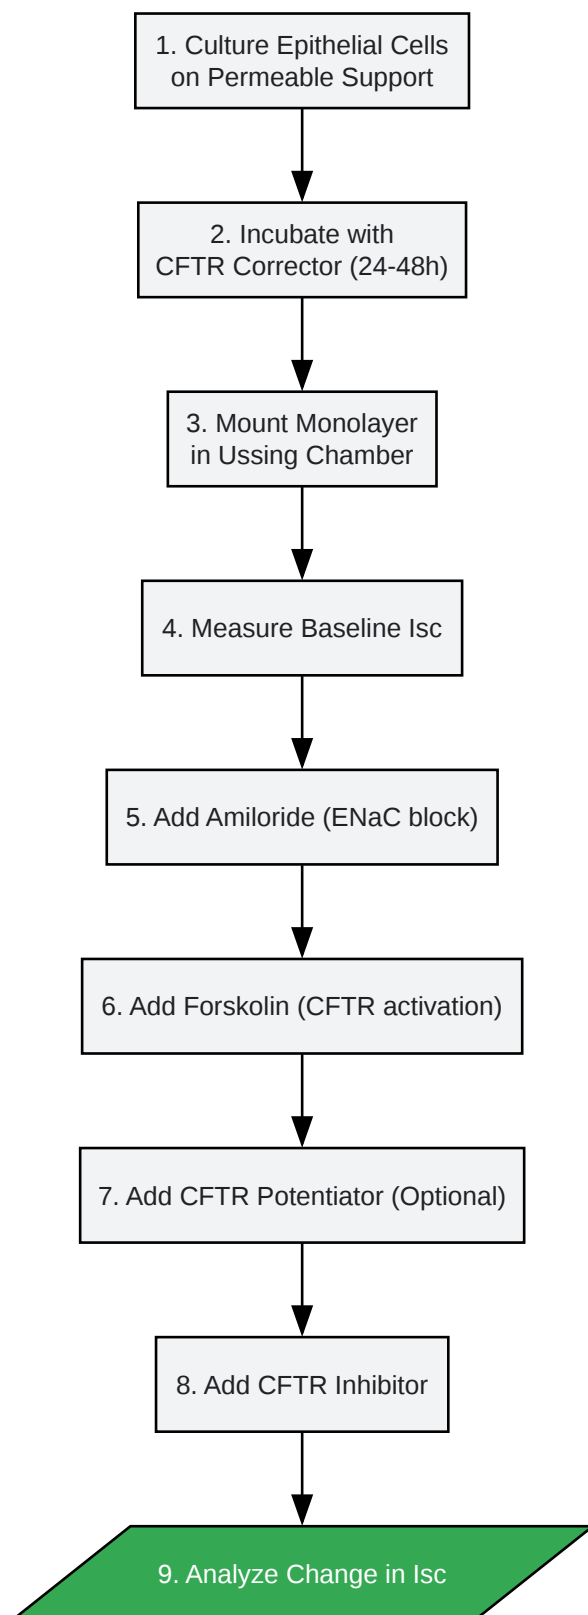 1. Culture Epithelial Cells
on Permeable Support
2. Incubate with
CFTR Corrector (24-48h)
3. Mount Monolayer
in Ussing Chamber
4. Measure Baseline Isc
5. Add Amiloride (ENaC block)
6. Add Forskolin (CFTR activation)
7. Add CFTR Potentiator (Optional)
8. Add CFTR Inhibitor
9. Analyze Change in Isc